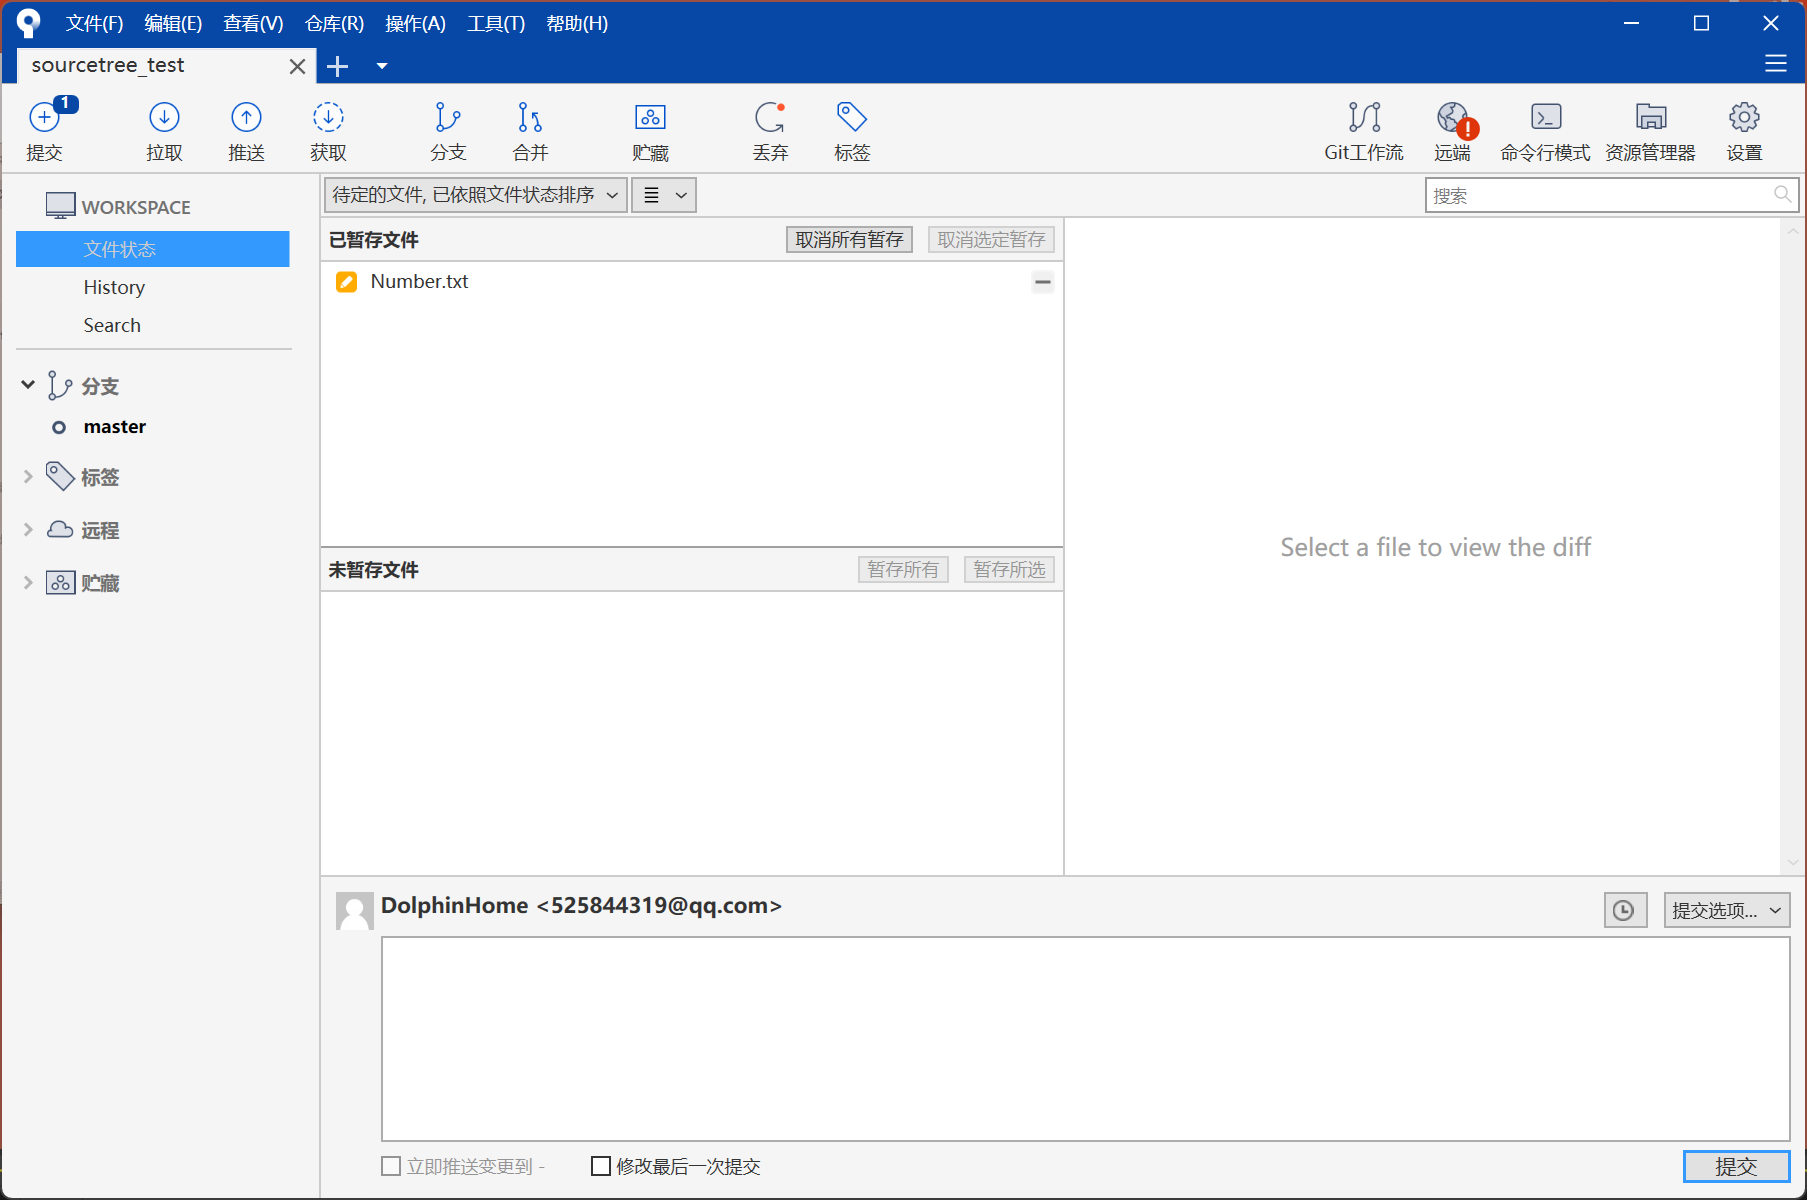 文件(F) 编辑(E) 查看(V) 仓库(R) 操作(A) 工具(T) 帮助(H)
sourcetree_test
1
提交 拉取 推送 获取 分支 合并 贮藏 丢弃 标签 Git工作流 远端 命令行模式 资源管理器 设置
WORKSPACE
文件状态
History
Search
分支
master
标签
远程
贮藏
待定的文件, 已依照文件状态排序
搜索
已暂存文件 取消所有暂存 取消选定暂存
Number.txt
未暂存文件 暂存所有 暂存所选
Select a file to view the diff
DolphinHome <525844319@qq.com>
提交选项...
立即推送变更到 -
修改最后一次提交
提交